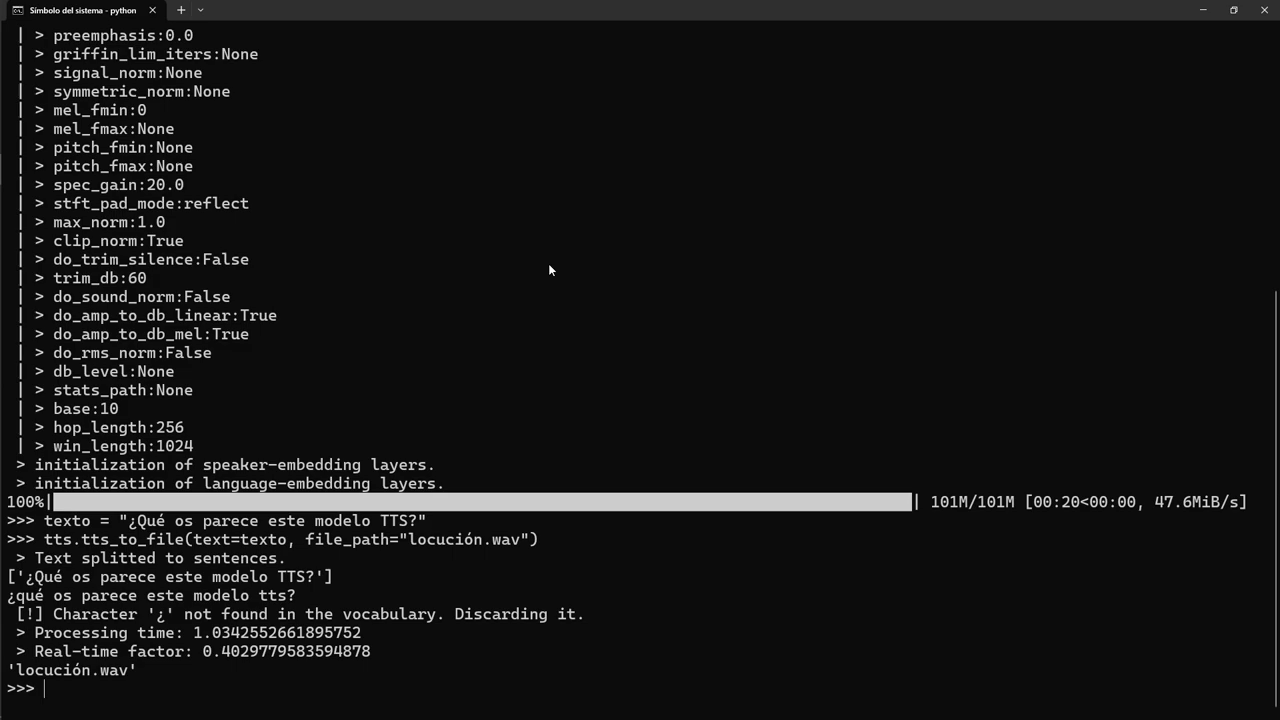 Símbolo del sistema - python
| > preemphasis:0.0
| > griffin_lim_iters:None
| > signal_norm:None
| > symmetric_norm:None
| > mel_fmin:0
| > mel_fmax:None
| > pitch_fmin:None
| > pitch_fmax:None
| > spec_gain:20.0
| > stft_pad_mode:reflect
| > max_norm:1.0
| > clip_norm:True
| > do_trim_silence:False
| > trim_db:60
| > do_sound_norm:False
| > do_amp_to_db_linear:True
| > do_amp_to_db_mel:True
| > do_rms_norm:False
| > db_level:None
| > stats_path:None
| > base:10
| > hop_length:256
| > win_length:1024
> initialization of speaker-embedding layers.
> initialization of language-embedding layers.
100%| | 101M/101M [00:20<00:00, 47.6MiB/s]
>>> texto = "¿Qué os parece este modelo TTS?"
>>> tts.tts_to_file(text=texto, file_path="locución.wav")
> Text splitted to sentences.
['¿Qué os parece este modelo TTS?']
¿qué os parece este modelo tts?
[!] Character '¿' not found in the vocabulary. Discarding it.
> Processing time: 1.0342552661895752
> Real-time factor: 0.4029779583594878
'locución.wav'
>>>